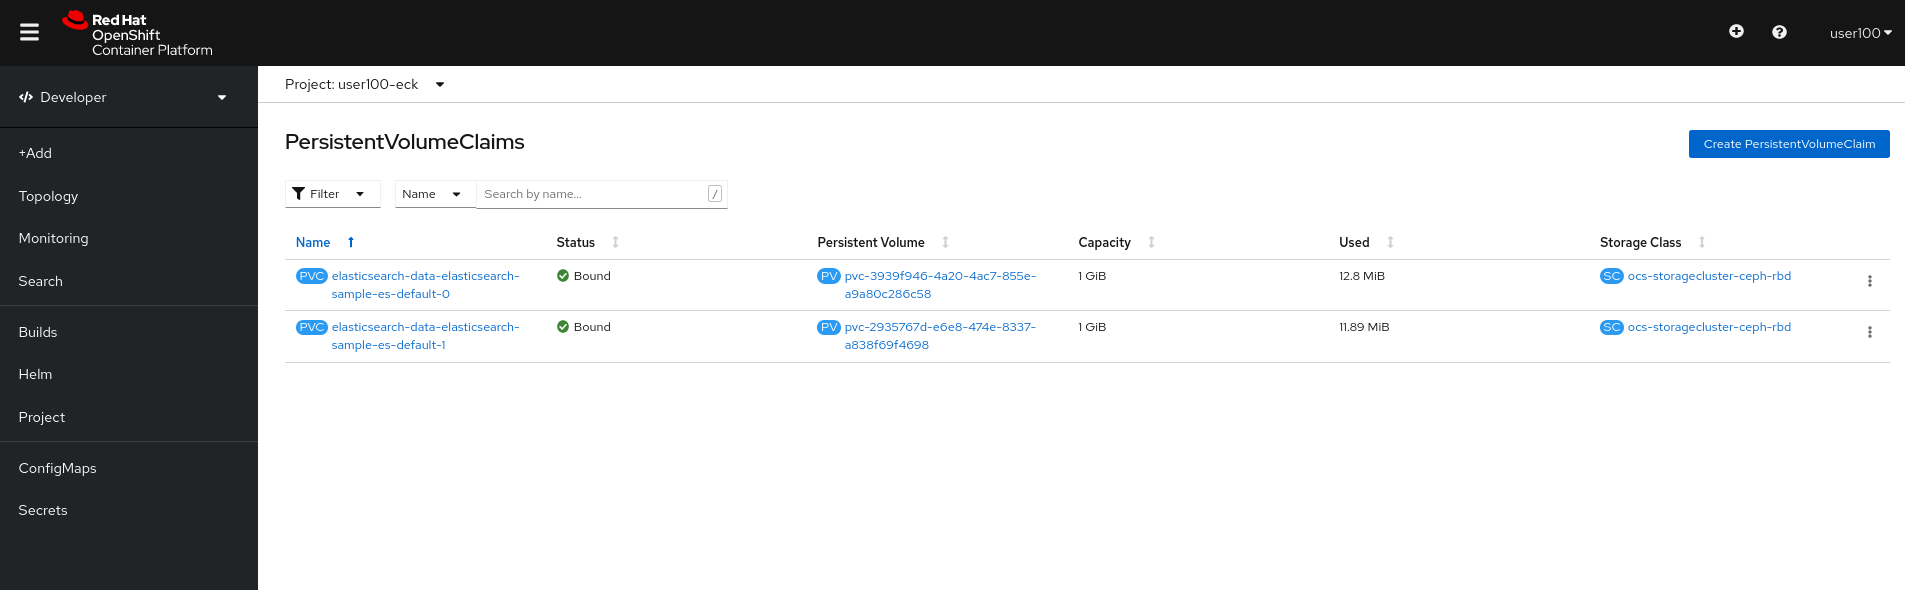 Red Hat
OpenShift
Container Platform
user100
Developer
+Add
Topology
Monitoring
Search
Builds
Helm
Project
ConfigMaps
Secrets
Project: user100-eck
PersistentVolumeClaims
Create PersistentVolumeClaim
Filter
Name
Search by name...
/
Name Status Persistent Volume Capacity Used Storage Class
PVC elasticsearch-data-elasticsearch- Bound PV pvc-3939f946-4a20-4ac7-855e- 1 GiB 12.8 MiB SC ocs-storagecluster-ceph-rbd
sample-es-default-0 a9a80c286c58
PVC elasticsearch-data-elasticsearch- Bound PV pvc-2935767d-e6e8-474e-8337- 1 GiB 11.89 MiB SC ocs-storagecluster-ceph-rbd
sample-es-default-1 a838f69f4698